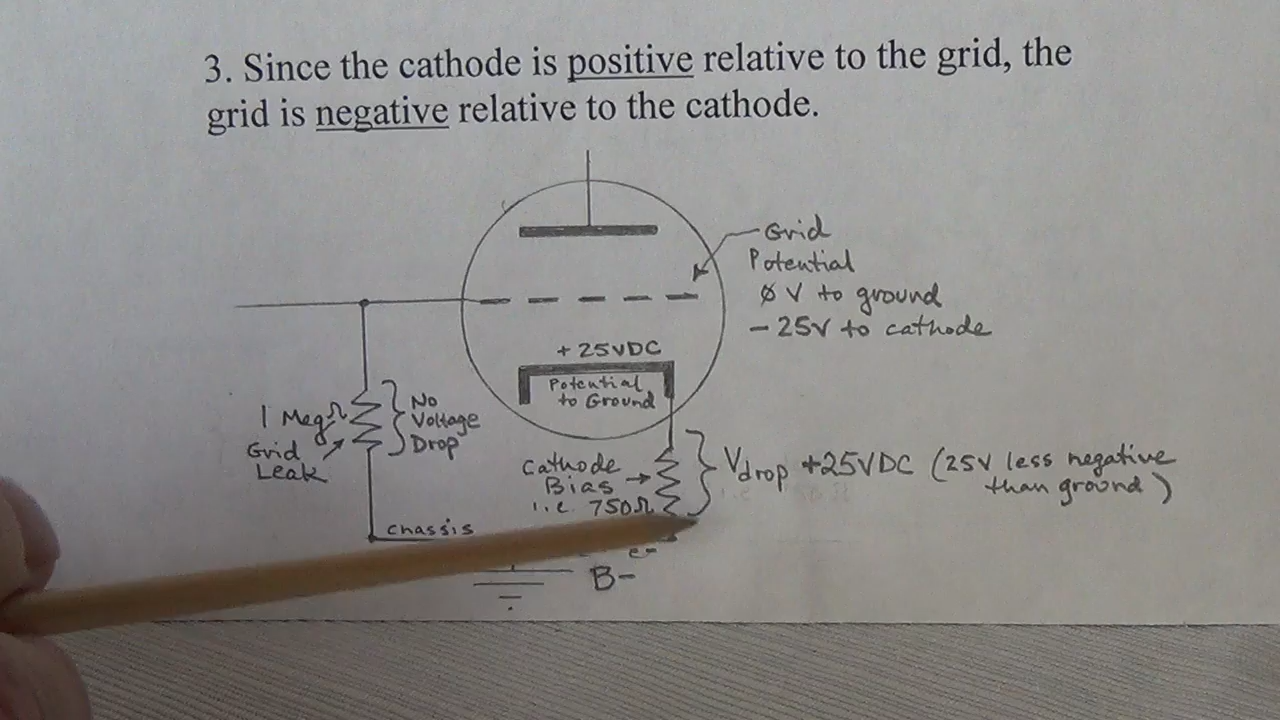 3. Since the cathode is positive relative to the grid, the
grid is negative relative to the cathode.
Grid
Potential
Ø V to ground
- 25V to cathode
+ 25VDC
Potential
to Ground
1 MegΩ
Grid
Leak
No
Voltage
Drop
Cathode
Bias
i.e. 750Ω
Vdrop +25VDC (25V less negative
than ground)
chassis
e-
B-